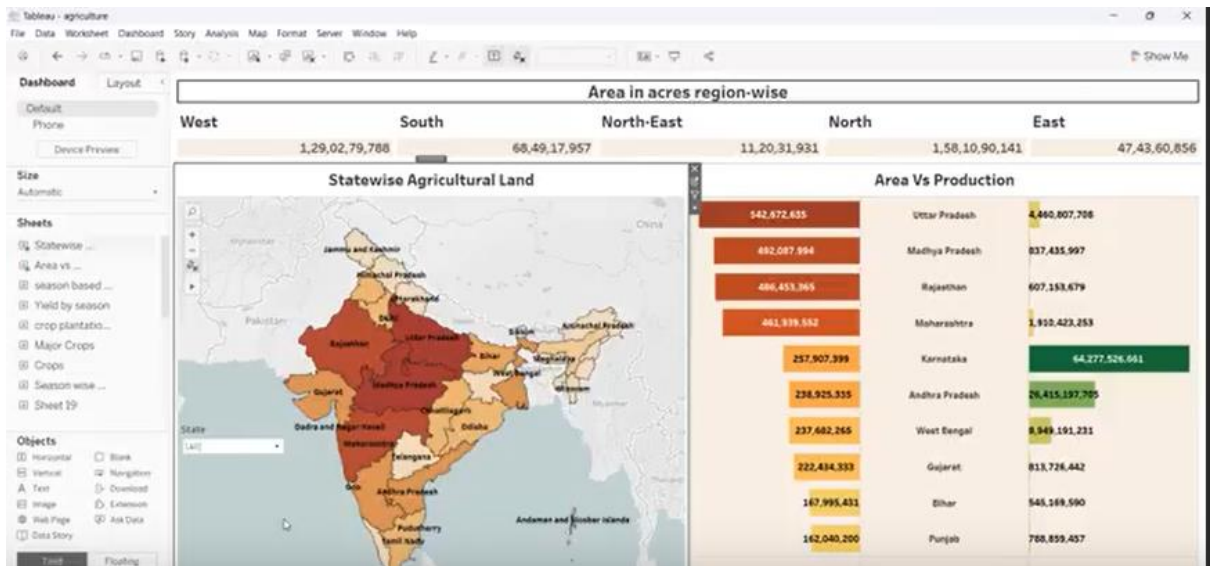 Tableau - agriculture
File Data Worksheet Dashboard Story Analysis Map Format Server Window Help
Show Me
Dashboard Layout
Default
Phone
Device Preview
Size
Automatic
Sheets
Statewise ...
Area vs ...
season based ...
Yield by season
crop plantatio...
Major Crops
Crops
Season wise ...
Sheet 19
Objects
Horizontal Blank
Vertical Navigation
Text Download
Image Extension
Web Page Ask Data
Data Story
Tiled Floating
Area in acres region-wise
West South North-East North East
1,29,02,79,788 68,49,17,957 11,20,31,931 1,58,10,90,141 47,43,60,856
Statewise Agricultural Land
China
Afghanistan
Jammu and Kashmir
Himachal Pradesh
Uttarakhand
Pakistan
Delhi
Rajasthan
Uttar Pradesh
Sikkim
Arunachal Pradesh
Bihar
Meghalaya
West Bengal
Mizoram
Myanmar
Gujarat
Madhya Pradesh
Chhattisgarh
Dadra and Nagar Haveli
Odisha
Maharashtra
Telangana
Goa
Andhra Pradesh
Puducherry
Tamil Nadu
Andaman and Nicobar Islands
State
(All)
Area Vs Production
542,672,635 Uttar Pradesh 4,460,807,708
492,087,994 Madhya Pradesh 837,435,997
486,453,365 Rajasthan 607,153,679
461,939,552 Maharashtra 1,910,423,253
257,907,399 Karnataka 64,277,526,661
238,925,335 Andhra Pradesh 26,415,197,705
237,682,265 West Bengal 8,949,191,231
222,434,333 Gujarat 813,726,442
167,995,431 Bihar 545,169,590
162,040,200 Punjab 788,859,457